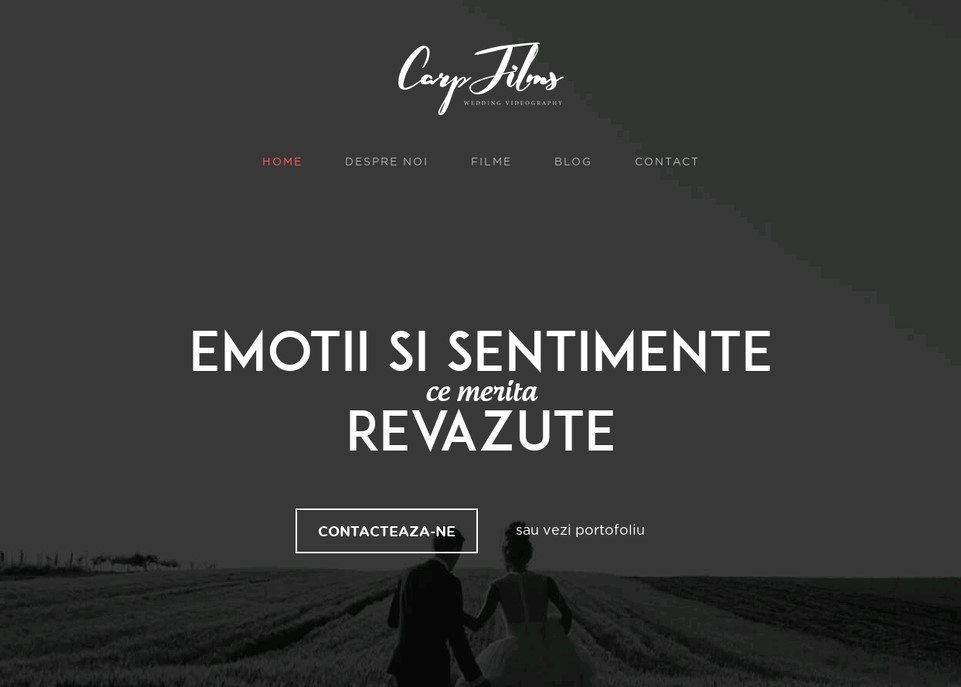 Carp Films
WEDDING VIDEOGRAPHY
HOME DESPRE NOI FILME BLOG CONTACT
EMOTII SI SENTIMENTE
ce merita
REVAZUTE
CONTACTEAZA-NE sau vezi portofoliu